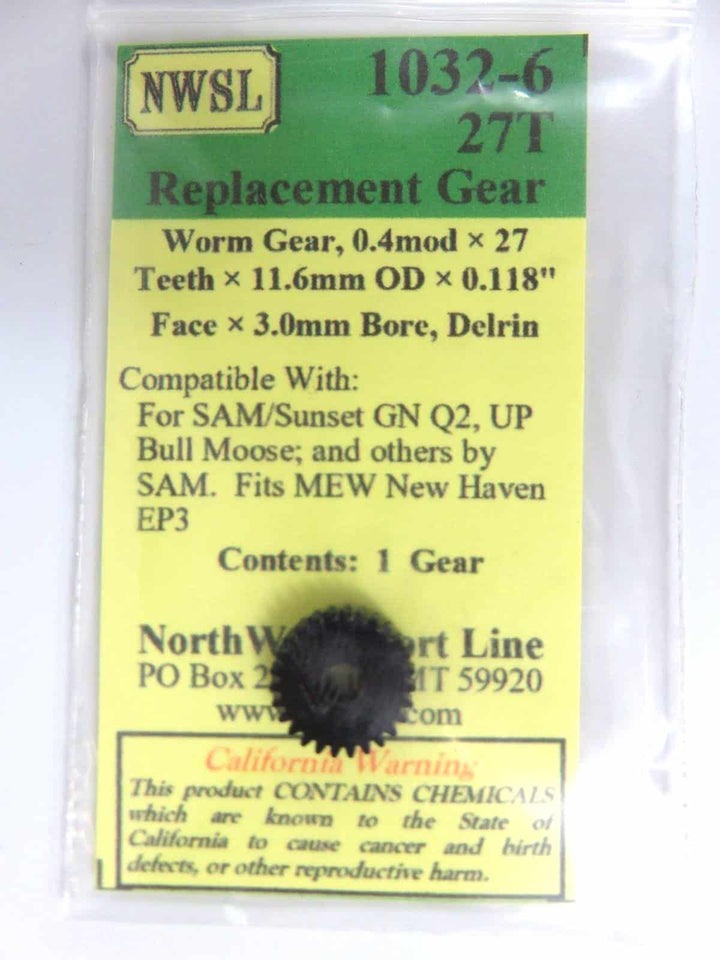 NWSL
1032-6
27T
Replacement Gear
Worm Gear, 0.4mod × 27
Teeth × 11.6mm OD × 0.118"
Face × 3.0mm Bore, Delrin
Compatible With:
For SAM/Sunset GN Q2, UP
Bull Moose; and others by
SAM. Fits MEW New Haven
EP3
Contents: 1 Gear
Line
PO Box 59920
California Warning
This product CONTAINS CHEMICALS
which are known to the State of
California to cause cancer and birth
defects, or other reproductive harm.